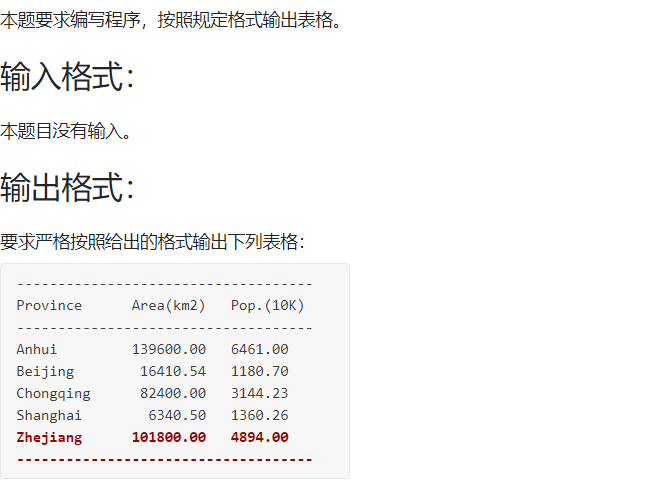 本题要求编写程序，按照规定格式输出表格。
输入格式：
本题目没有输入。
输出格式：
要求严格按照给出的格式输出下列表格：
------------------------------------
Province      Area(km2)   Pop.(10K)
------------------------------------
Anhui         139600.00   6461.00
Beijing        16410.54   1180.70
Chongqing      82400.00   3144.23
Shanghai        6340.50   1360.26
Zhejiang      101800.00   4894.00
------------------------------------